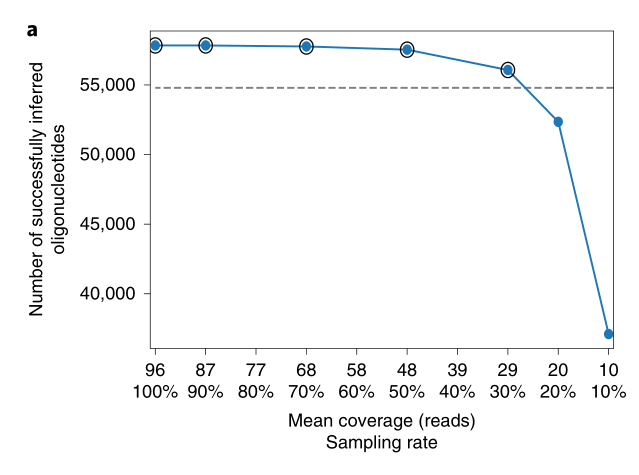 a
Number of successfully inferred
oligonucleotides
55,000
50,000
45,000
40,000
96 87 77 68 58 48 39 29 20 10
100% 90% 80% 70% 60% 50% 40% 30% 20% 10%
Mean coverage (reads)
Sampling rate